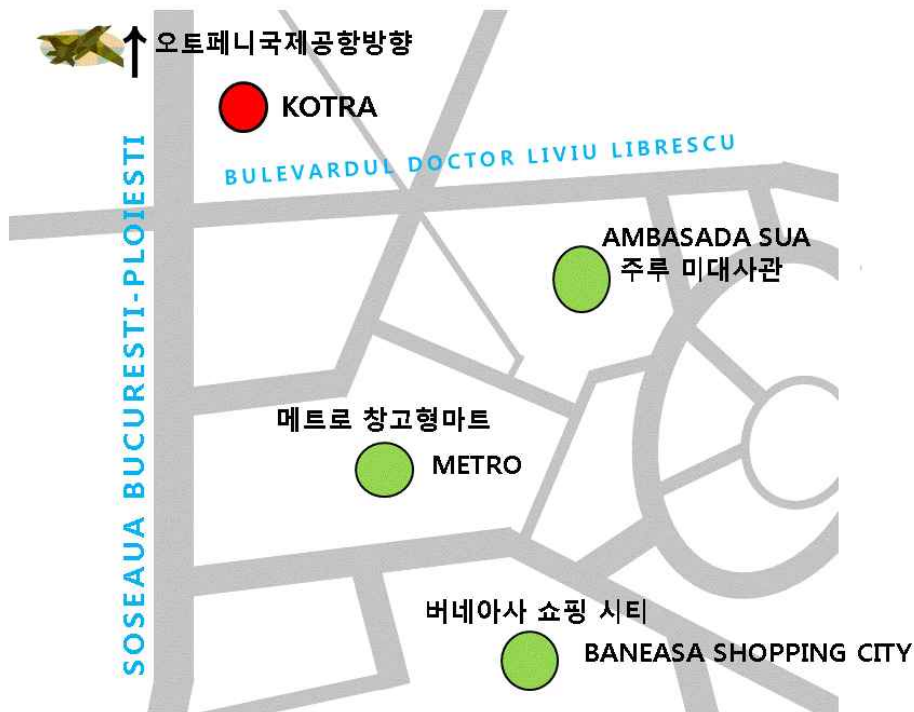 오토페니국제공항방향
KOTRA
BULEVARDUL DOCTOR LIVIU LIBRESCU
SOSEAUA BUCURESTI-PLOIESTI
AMBASADA SUA
주루 미대사관
메트로 창고형마트
METRO
버네아사 쇼핑 시티
BANEASA SHOPPING CITY